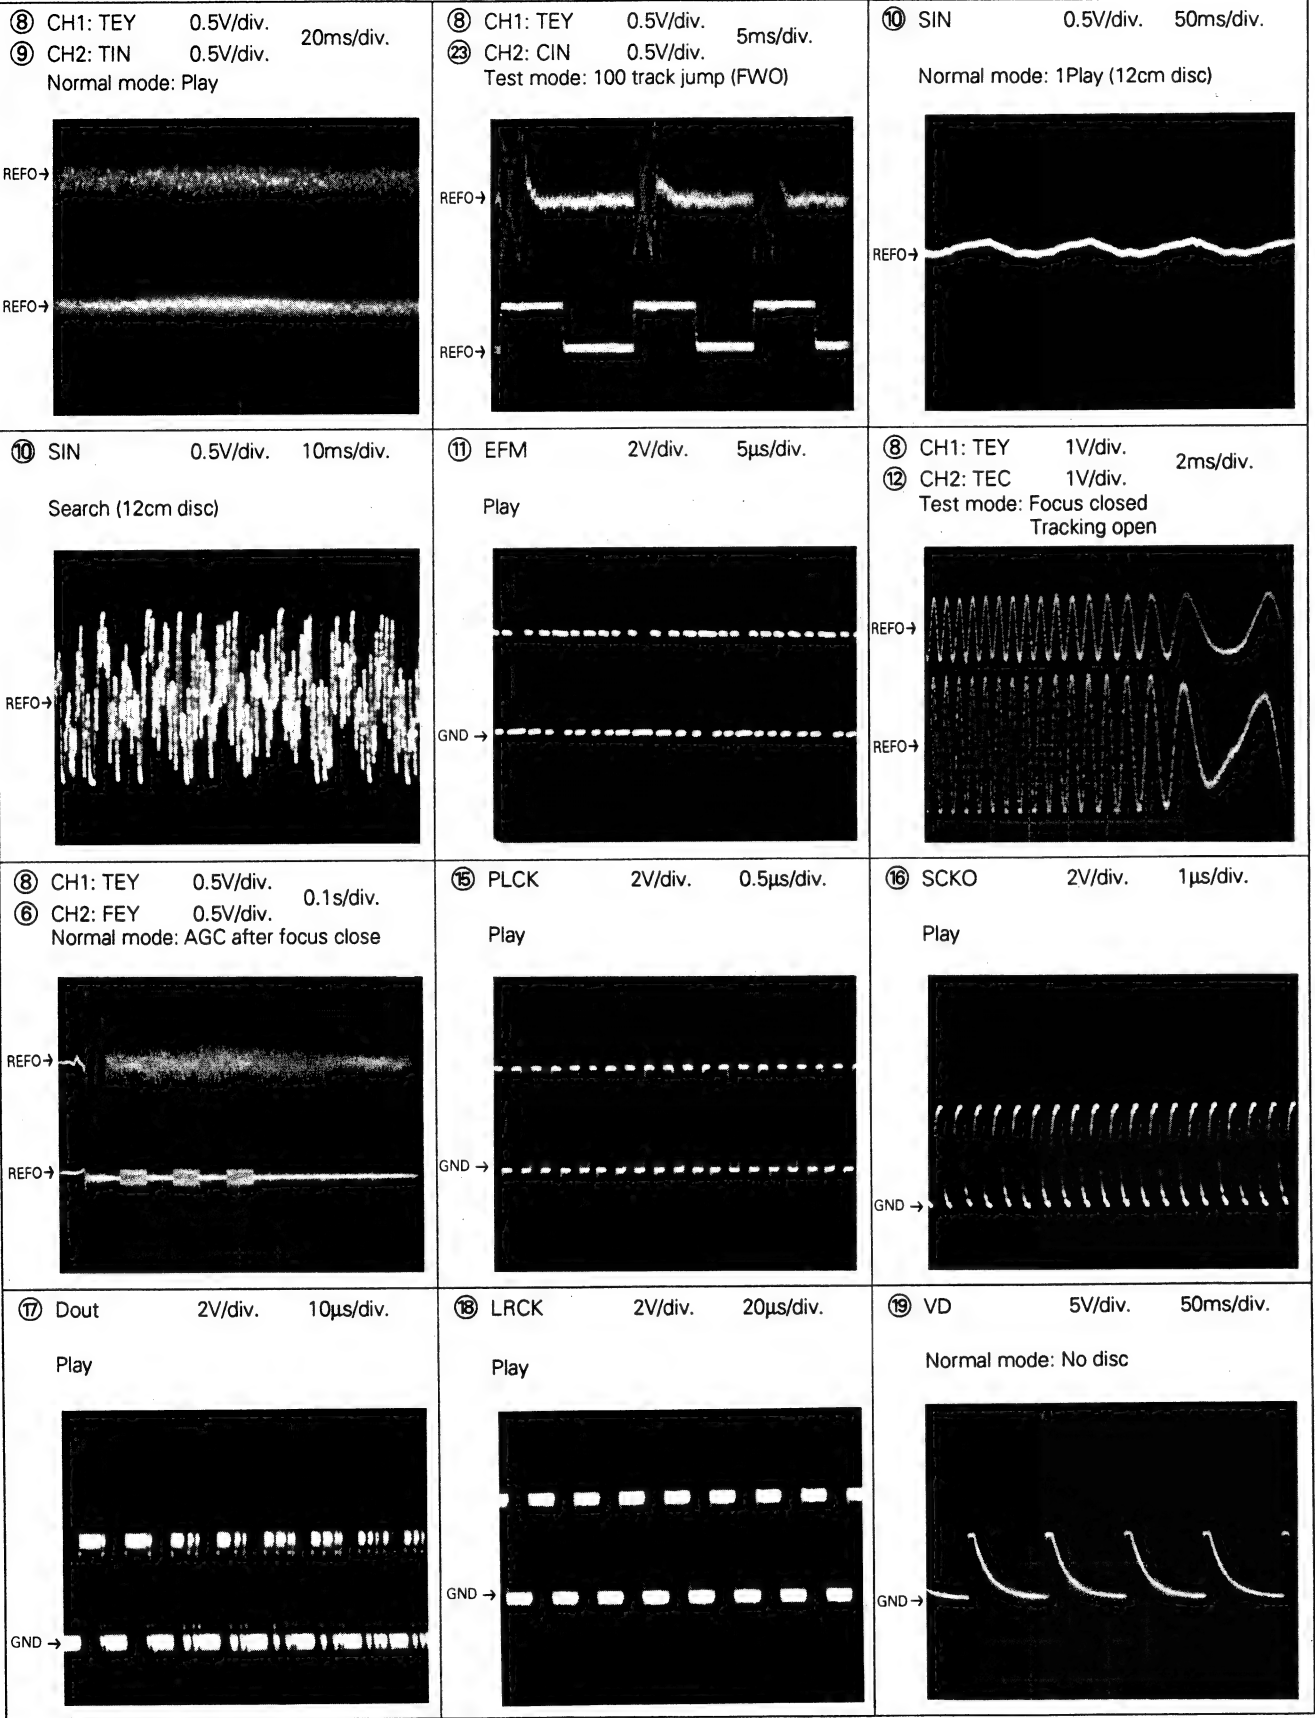 ⑧ CH1: TEY 0.5V/div. 20ms/div.
⑨ CH2: TIN 0.5V/div.
Normal mode: Play
REFO→
REFO→
⑧ CH1: TEY 0.5V/div. 5ms/div.
㉓ CH2: CIN 0.5V/div.
Test mode: 100 track jump (FWO)
REFO→
REFO→
⑩ SIN 0.5V/div. 50ms/div.
Normal mode: 1Play (12cm disc)
REFO→
⑩ SIN 0.5V/div. 10ms/div.
Search (12cm disc)
REFO→
⑪ EFM 2V/div. 5µs/div.
Play
GND →
⑧ CH1: TEY 1V/div. 2ms/div.
⑫ CH2: TEC 1V/div.
Test mode: Focus closed
Tracking open
REFO→
REFO→
⑧ CH1: TEY 0.5V/div. 0.1s/div.
⑥ CH2: FEY 0.5V/div.
Normal mode: AGC after focus close
REFO→
REFO→
⑮ PLCK 2V/div. 0.5µs/div.
Play
GND →
⑯ SCKO 2V/div. 1µs/div.
Play
GND →
⑰ Dout 2V/div. 10µs/div.
Play
GND →
⑱ LRCK 2V/div. 20µs/div.
Play
GND →
⑲ VD 5V/div. 50ms/div.
Normal mode: No disc
GND→